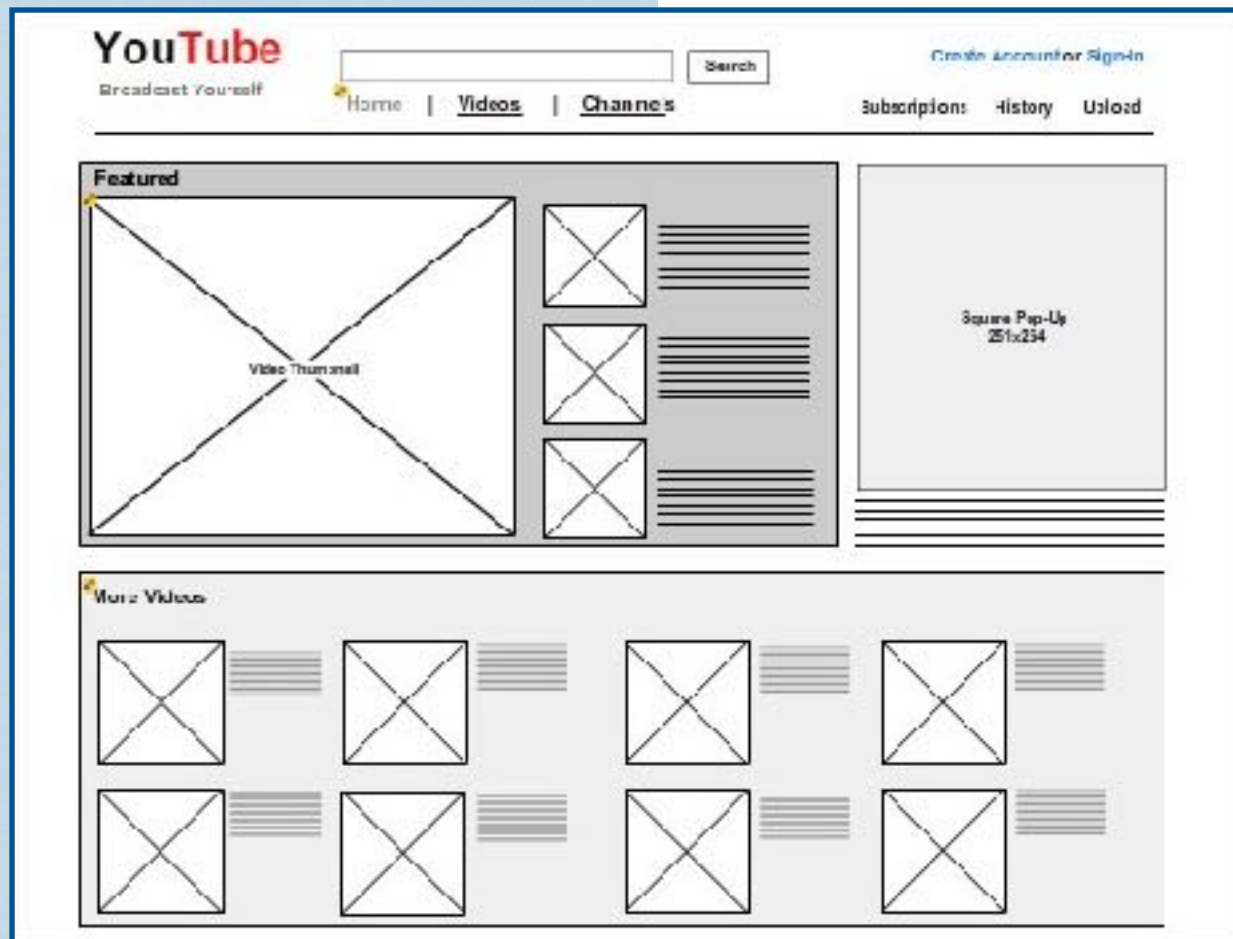 YouTube
Broadcast Yourself
Search
Create Account or Sign-In
Home | Videos | Channels
Subscriptions History Upload
Featured
Video Thumbnail
Square Pop-Up
251x254
More Videos